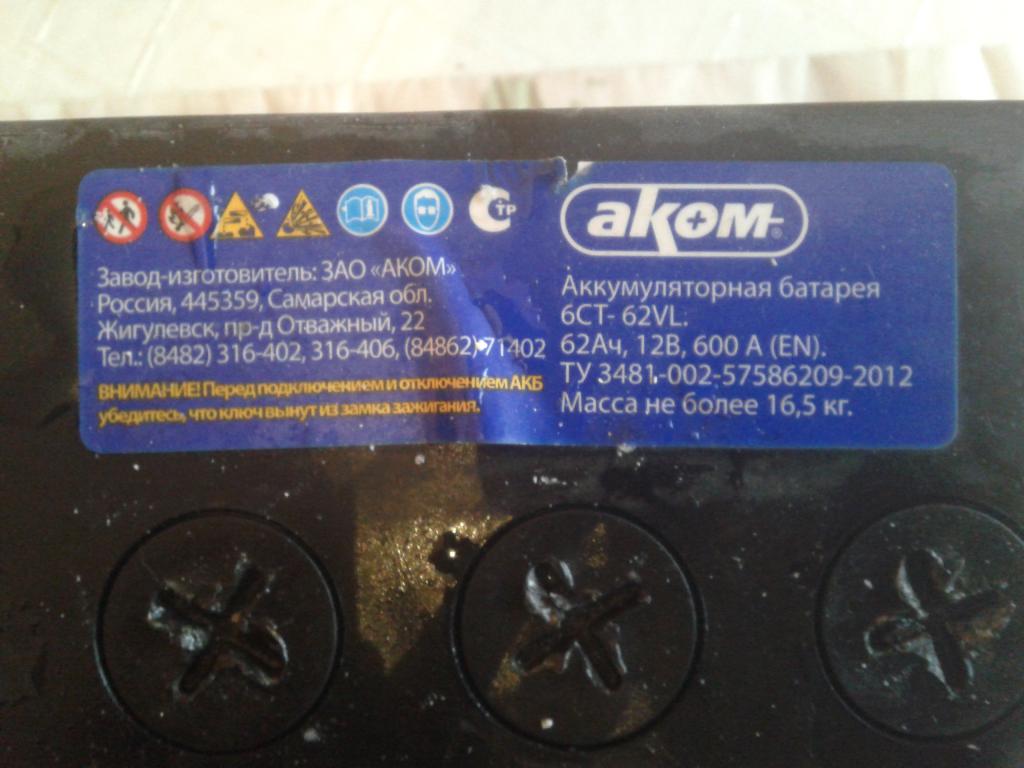 ТР
Завод-изготовитель: ЗАО «АКОМ»
Россия, 445359, Самарская обл.
Жигулевск, пр-д Отважный, 22
Тел.: (8482) 316-402, 316-406, (84862) 71402
ВНИМАНИЕ! Перед подключением и отключением АКБ
убедитесь, что ключ вынут из замка зажигания.
аком®
Аккумуляторная батарея
6СТ- 62VL.
62Ач, 12В, 600 А (EN).
ТУ 3481-002-57586209-2012
Масса не более 16,5 кг.